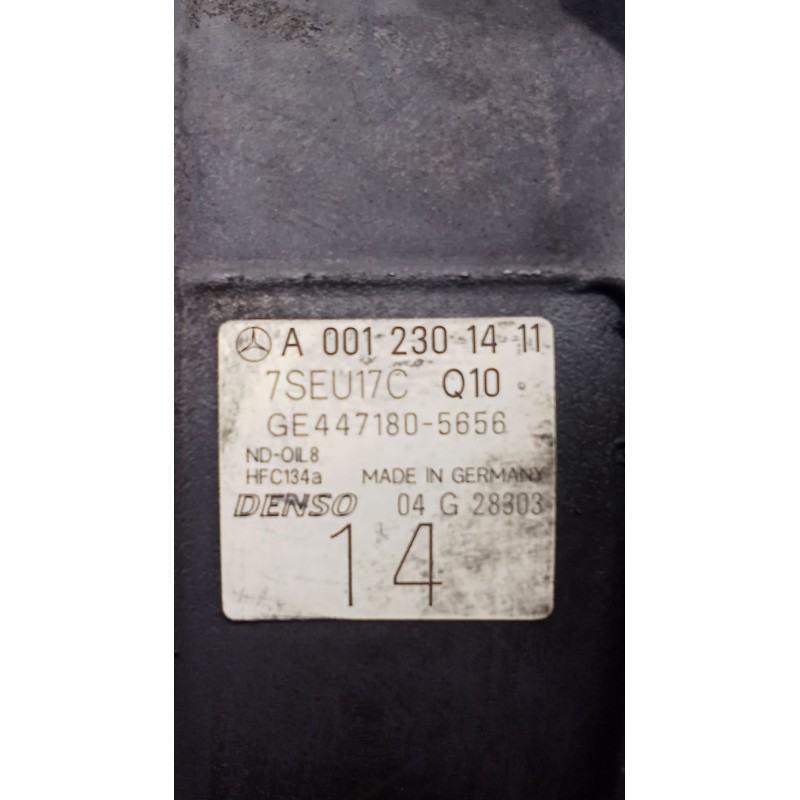 A 001 230 14 11
7SEU17C Q10
GE447180-5656
ND-OIL8
HFC134a MADE IN GERMANY
DENSO 04 G 28303
14